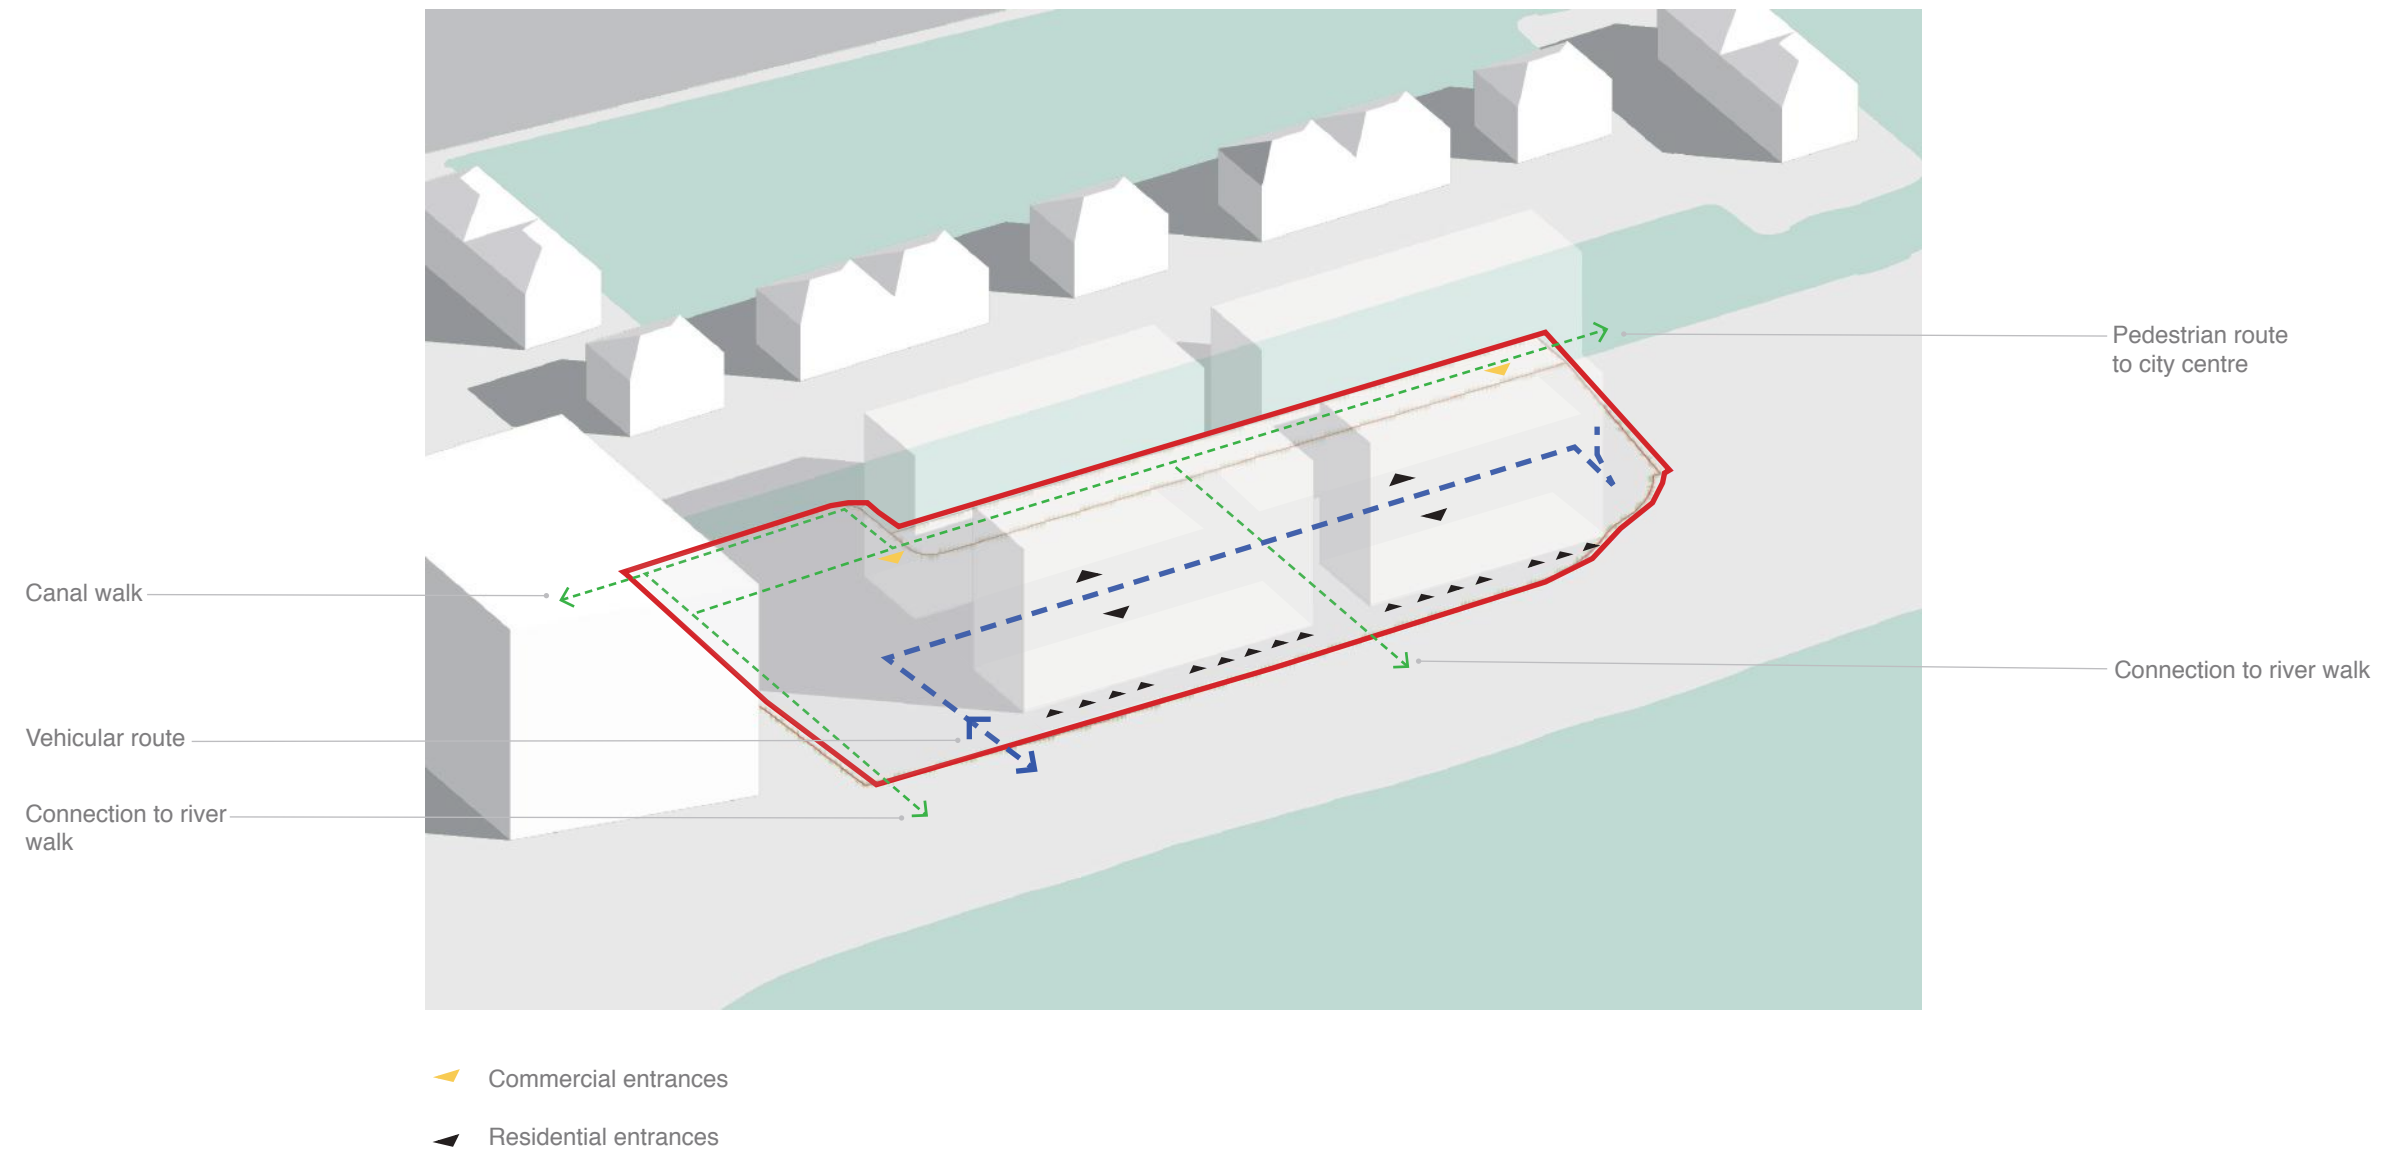 Pedestrian route
to city centre
Canal walk
Connection to river walk
Vehicular route
Connection to river
walk
Commercial entrances
Residential entrances